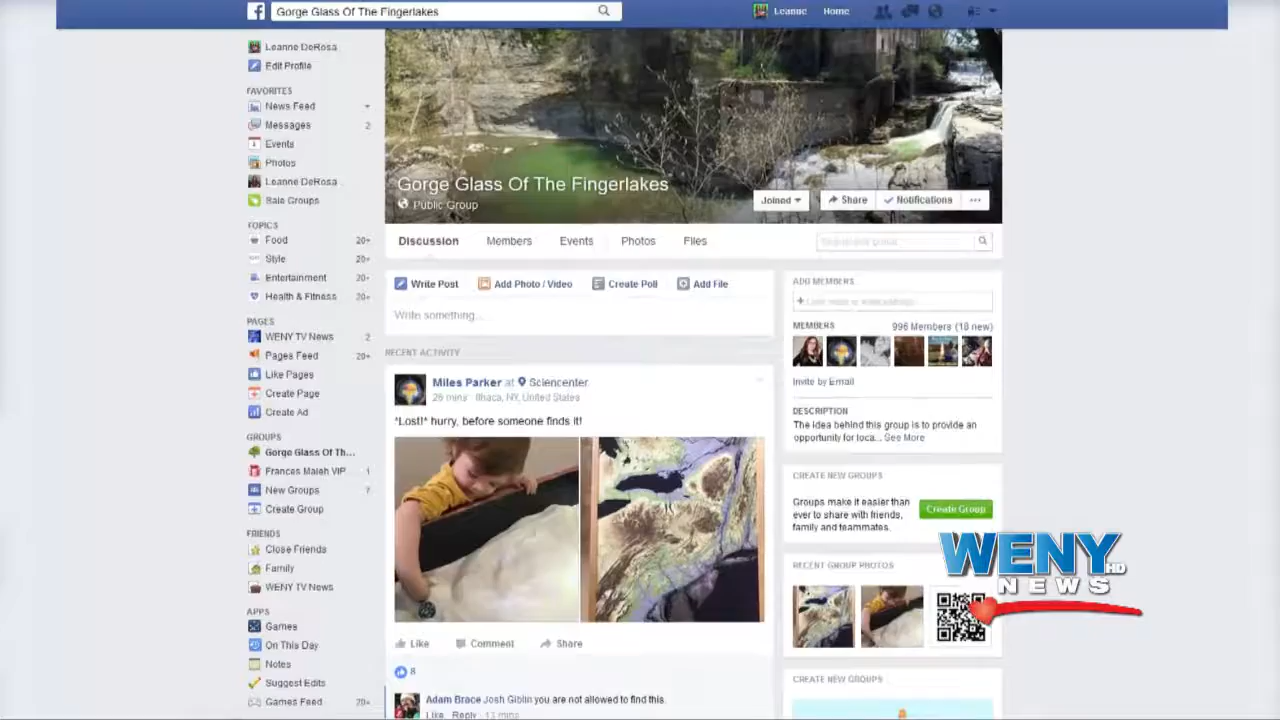 Gorge Glass Of The Fingerlakes
Leanne
Home
Leanne DeRosa
Edit Profile
FAVORITES
News Feed
Messages 2
Events
Photos
Leanne DeRosa
Sale Groups
TOPICS
Food 20+
Style 20+
Entertainment 20+
Health & Fitness 20+
PAGES
WENY TV News 2
Pages Feed 20+
Like Pages
Create Page
Create Ad
GROUPS
Gorge Glass Of Th...
Frances Maleh VIP 1
New Groups 7
Create Group
FRIENDS
Close Friends
Family
WENY TV News
APPS
Games
On This Day
Notes
Suggest Edits
Games Feed 20+
Gorge Glass Of The Fingerlakes
Public Group
Joined
Share
Notifications
...
Discussion Members Events Photos Files
Write Post Add Photo / Video Create Poll Add File
Write something...
RECENT ACTIVITY
Miles Parker at Sciencenter
26 mins · Ithaca, NY, United States
*Lost!* hurry, before someone finds it!
Like Comment Share
8
Adam Brace Josh Giblin you are not allowed to find this.
Like · Reply · 13 mins
ADD MEMBERS
MEMBERS 996 Members (18 new)
Invite by Email
DESCRIPTION
The idea behind this group is to provide an
opportunity for loca... See More
CREATE NEW GROUPS
Groups make it easier than
ever to share with friends,
family and teammates.
Create Group
RECENT GROUP PHOTOS
CREATE NEW GROUPS
WENY HD
NEWS